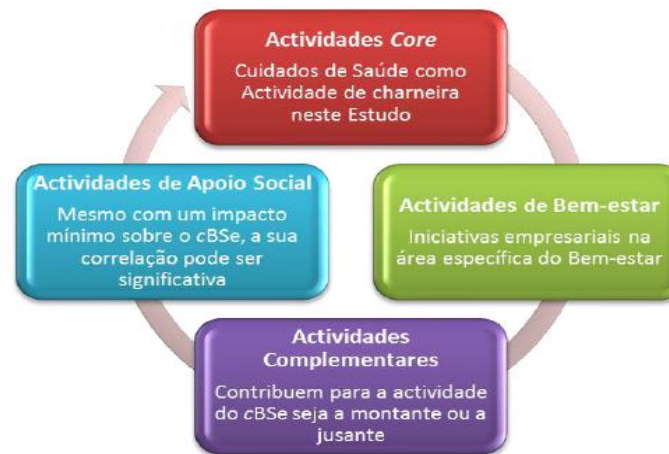 Actividades Core
Cuidados de Saúde como
Actividade de charneira
neste Estudo
Actividades de Bem-estar
Iniciativas empresariais na
área específica do Bem-estar
Actividades
Complementares
Contribuem para a actividade
do cBSe seja a montante ou a
jusante
Actividades de Apoio Social
Mesmo com um impacto
mínimo sobre o cBSe, a sua
correlação pode ser
significativa